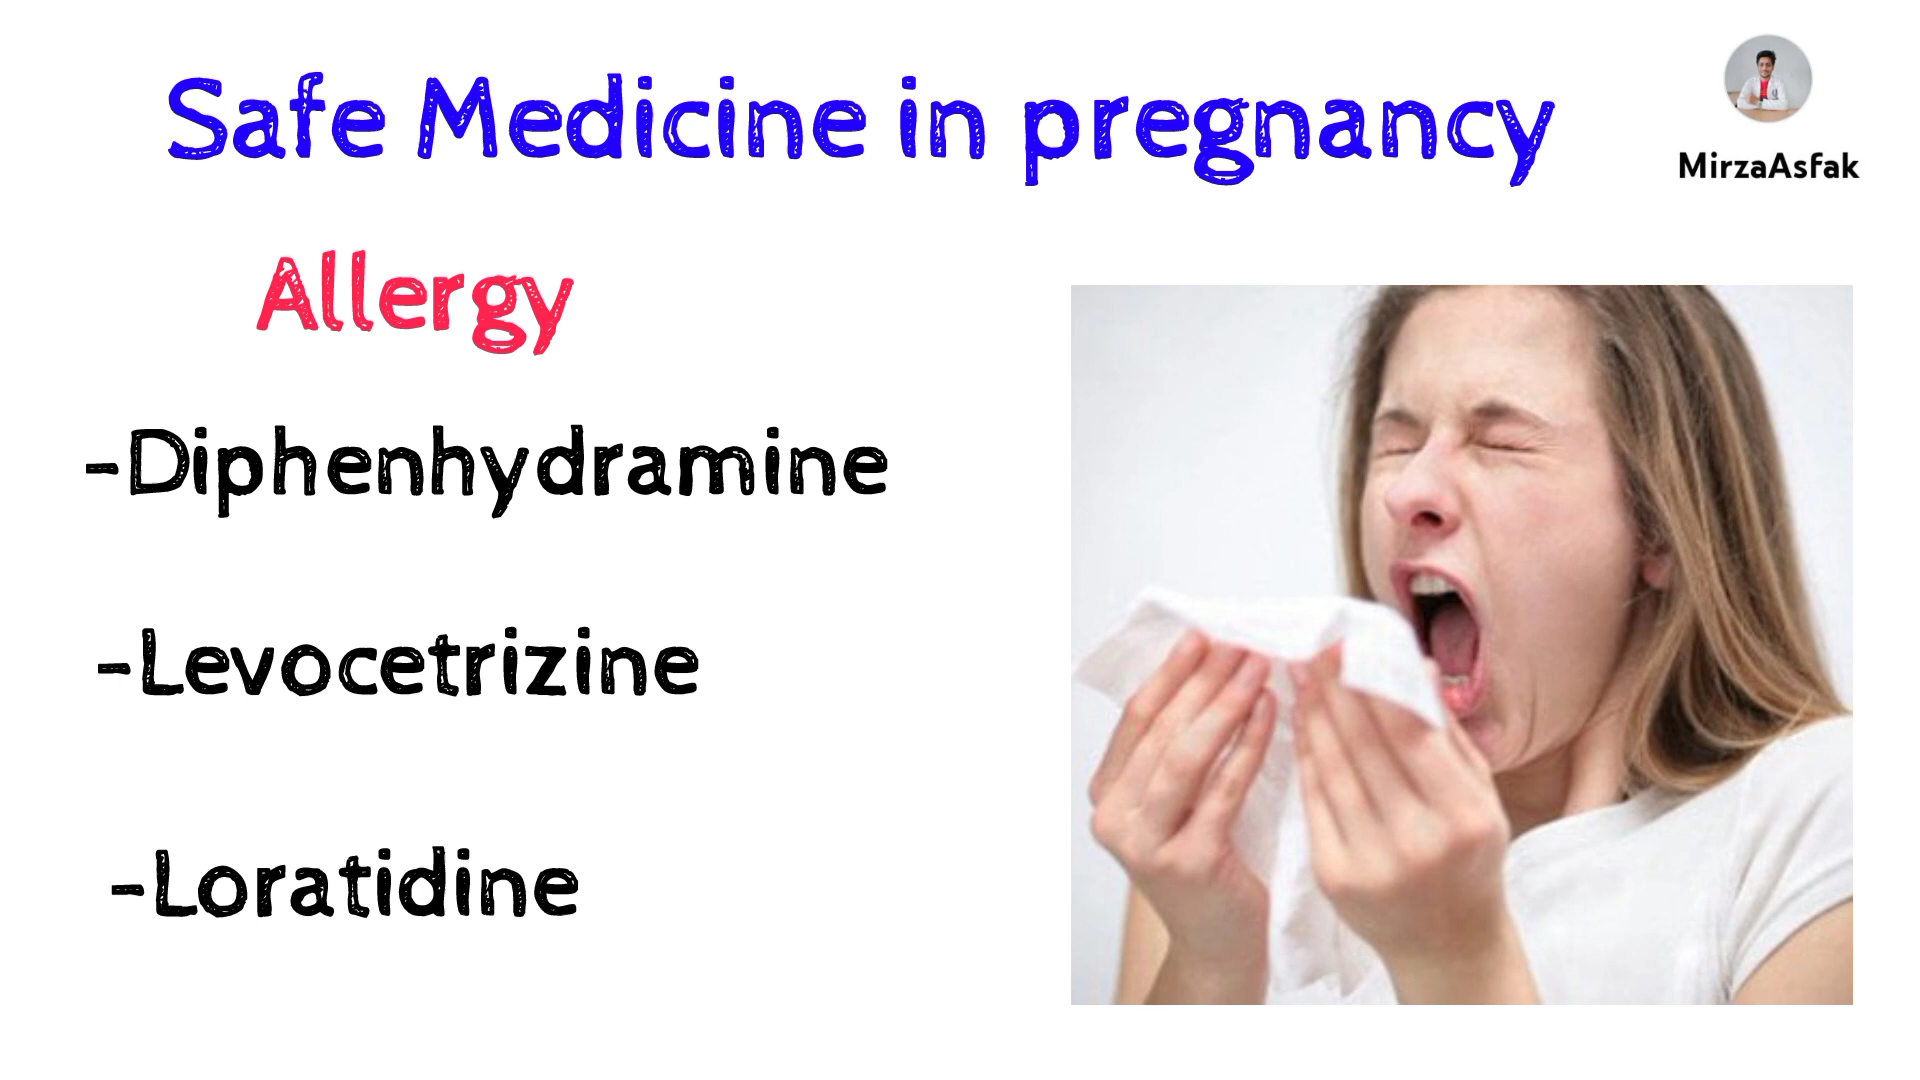 Safe Medicine in pregnancy
MirzaAsfak
Allergy
-Diphenhydramine
-Levocetrizine
-Loratidine